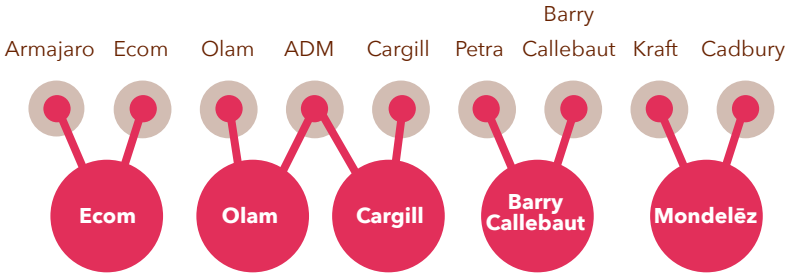 Armajaro
Ecom
Olam
ADM
Cargill
Petra
Barry
Callebaut
Kraft
Cadbury
Ecom
Olam
Cargill
Barry
Callebaut
Mondelēz